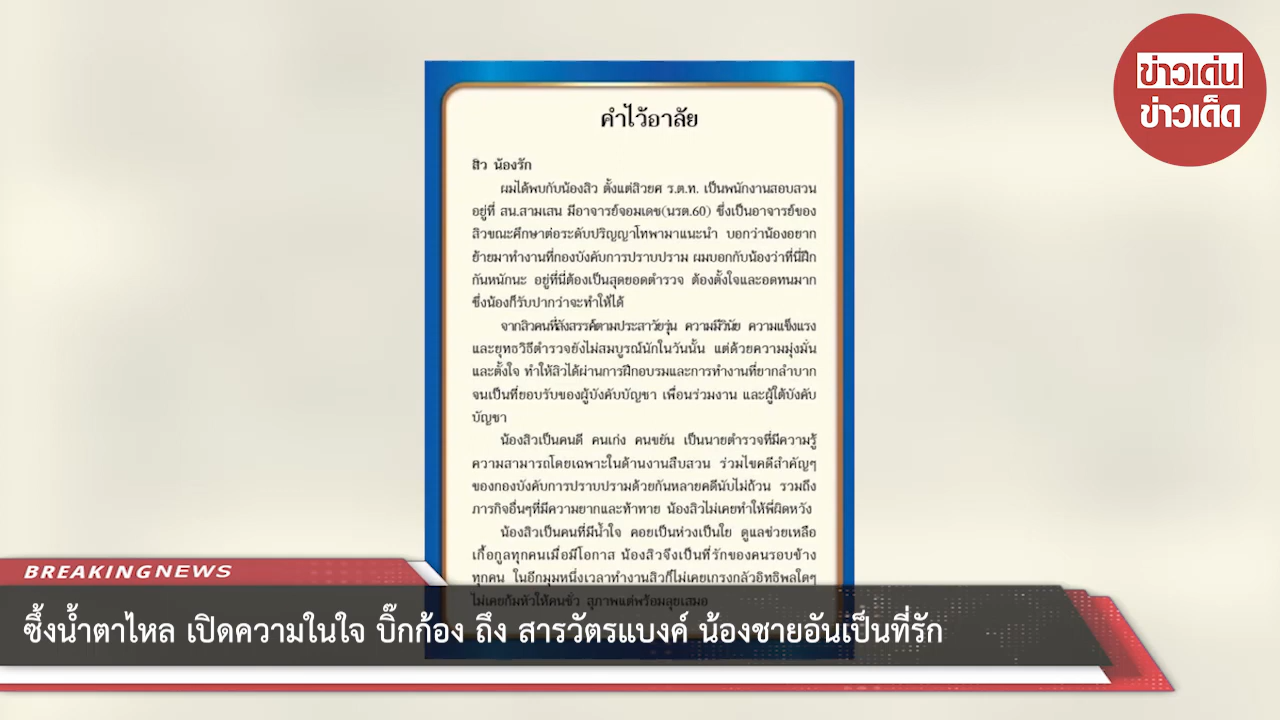 ข่าวเด่น
ข่าวเด็ด
คำไว้อาลัย
สิว น้องรัก
ผมได้พบกับน้องสิว ตั้งแต่สิวยศ ร.ต.ท. เป็นพนักงานสอบสวน
อยู่ที่ สน.สามเสน มีอาจารย์จอมเดช(นรต.60) ซึ่งเป็นอาจารย์ของ
สิวขณะศึกษาต่อระดับปริญญาโทพามาแนะนำ บอกว่าน้องอยาก
ย้ายมาทำงานที่กองบังคับการปราบปราม ผมบอกกับน้องว่าที่นี่ฝึก
กันหนักนะ อยู่ที่นี่ต้องเป็นสุดยอดตำรวจ ต้องตั้งใจและอดทนมาก
ซึ่งน้องก็รับปากว่าจะทำให้ได้
จากสิวคนที่สังสรรค์ตามประสาวัยรุ่น ความมีวินัย ความแข็งแรง
และยุทธวิธีตำรวจยังไม่สมบูรณ์นักในวันนั้น แต่ด้วยความมุ่งมั่น
และตั้งใจ ทำให้สิวได้ผ่านการฝึกอบรมและการทำงานที่ยากลำบาก
จนเป็นที่ยอบรับของผู้บังคับบัญชา เพื่อนร่วมงาน และผู้ใต้บังคับ
บัญชา
น้องสิวเป็นคนดี คนเก่ง คนขยัน เป็นนายตำรวจที่มีความรู้
ความสามารถโดยเฉพาะในด้านงานสืบสวน ร่วมไขคดีสำคัญๆ
ของกองบังคับการปราบปรามด้วยกันหลายคดีนับไม่ถ้วน รวมถึง
ภารกิจอื่นๆที่มีความยากและท้าทาย น้องสิวไม่เคยทำให้พี่ผิดหวัง
น้องสิวเป็นคนที่มีน้ำใจ คอยเป็นห่วงเป็นใย ดูแลช่วยเหลือ
เกื้อกูลทุกคนเมื่อมีโอกาส น้องสิวจึงเป็นที่รักของคนรอบข้าง
ทุกคน ในอีกมุมหนึ่งเวลาทำงานสิวก็ไม่เคยเกรงกลัวอิทธิพลใดๆ
ไม่เคยก้มหัวให้คนชั่ว สุภาพแต่พร้อมลุยเสมอ
BREAKING NEWS
ซึ้งน้ำตาไหล เปิดความในใจ บิ๊กก้อง ถึง สารวัตรแบงค์ น้องชายอันเป็นที่รัก